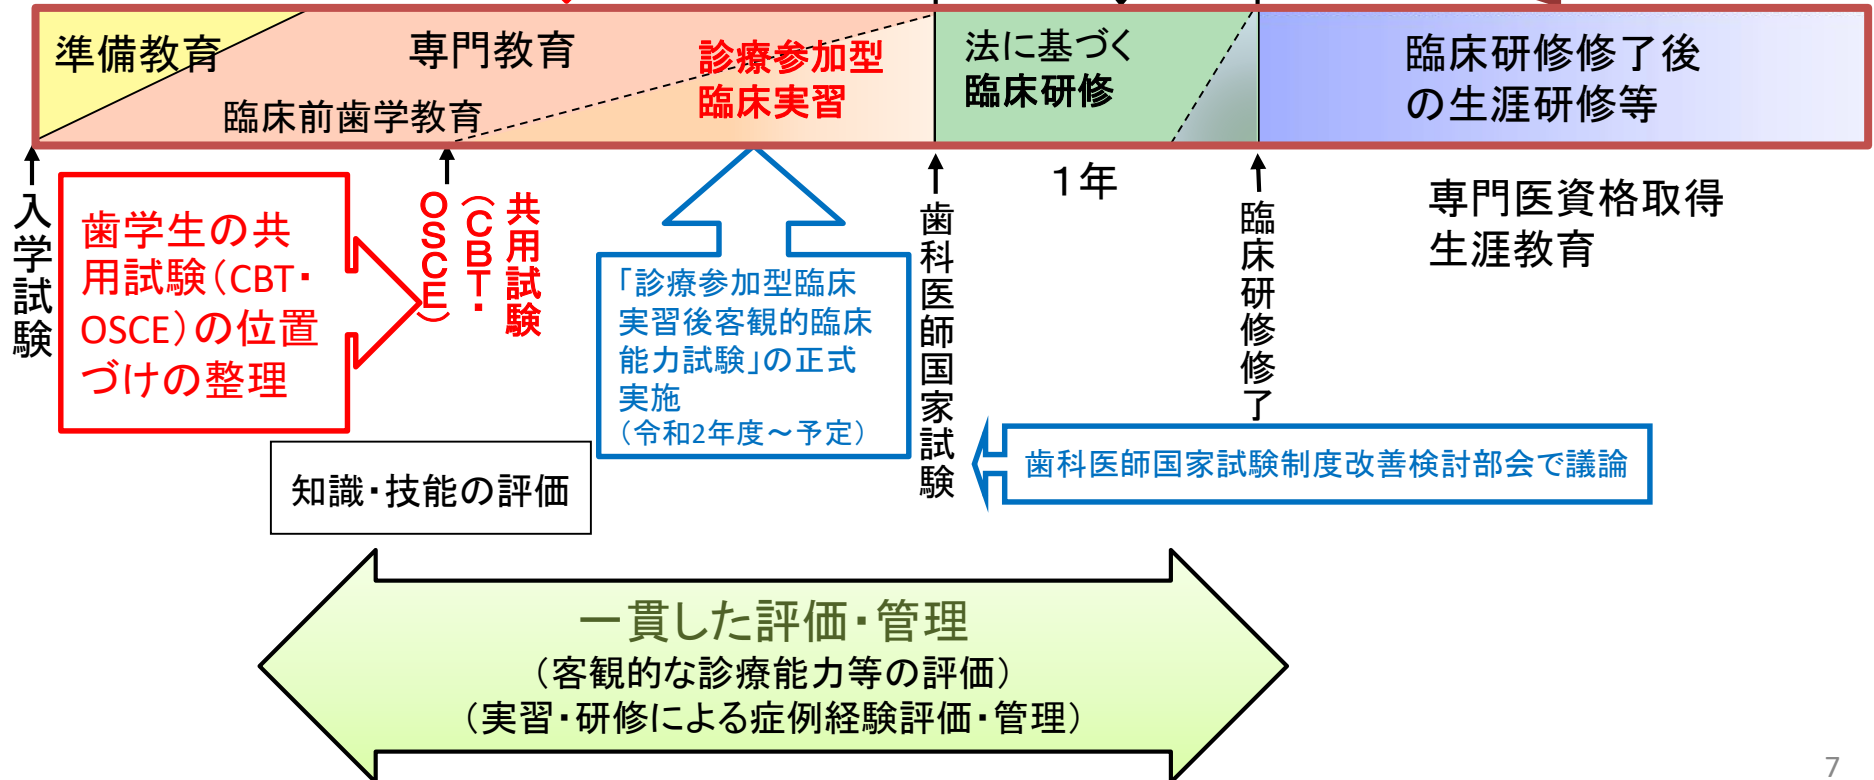 準備教育
専門教育
臨床前歯学教育
診療参加型
臨床実習
法に基づく
臨床研修
臨床研修修了後
の生涯研修等
入学試験
歯学生の共
用試験(CBT・
OSCE)の位置
づけの整理
共用試験
(CBT・
OSCE)
「診療参加型臨床
実習後客観的臨床
能力試験」の正式
実施
(令和2年度~予定)
歯科医師国家試験
1年
臨床研修修了
専門医資格取得
生涯教育
歯科医師国家試験制度改善検討部会で議論
知識・技能の評価
一貫した評価・管理
(客観的な診療能力等の評価)
(実習・研修による症例経験評価・管理)
7